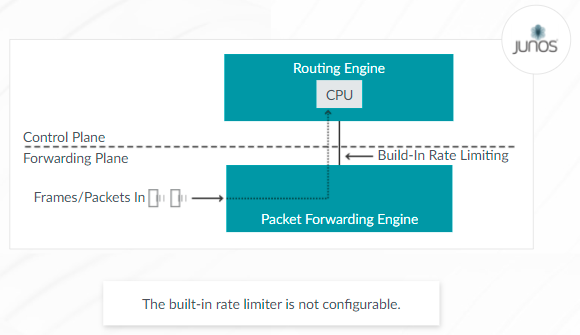 JUNOS
Routing Engine
CPU
Control Plane
Forwarding Plane
Build-In Rate Limiting
Frames/Packets In
Packet Forwarding Engine
The built-in rate limiter is not configurable.